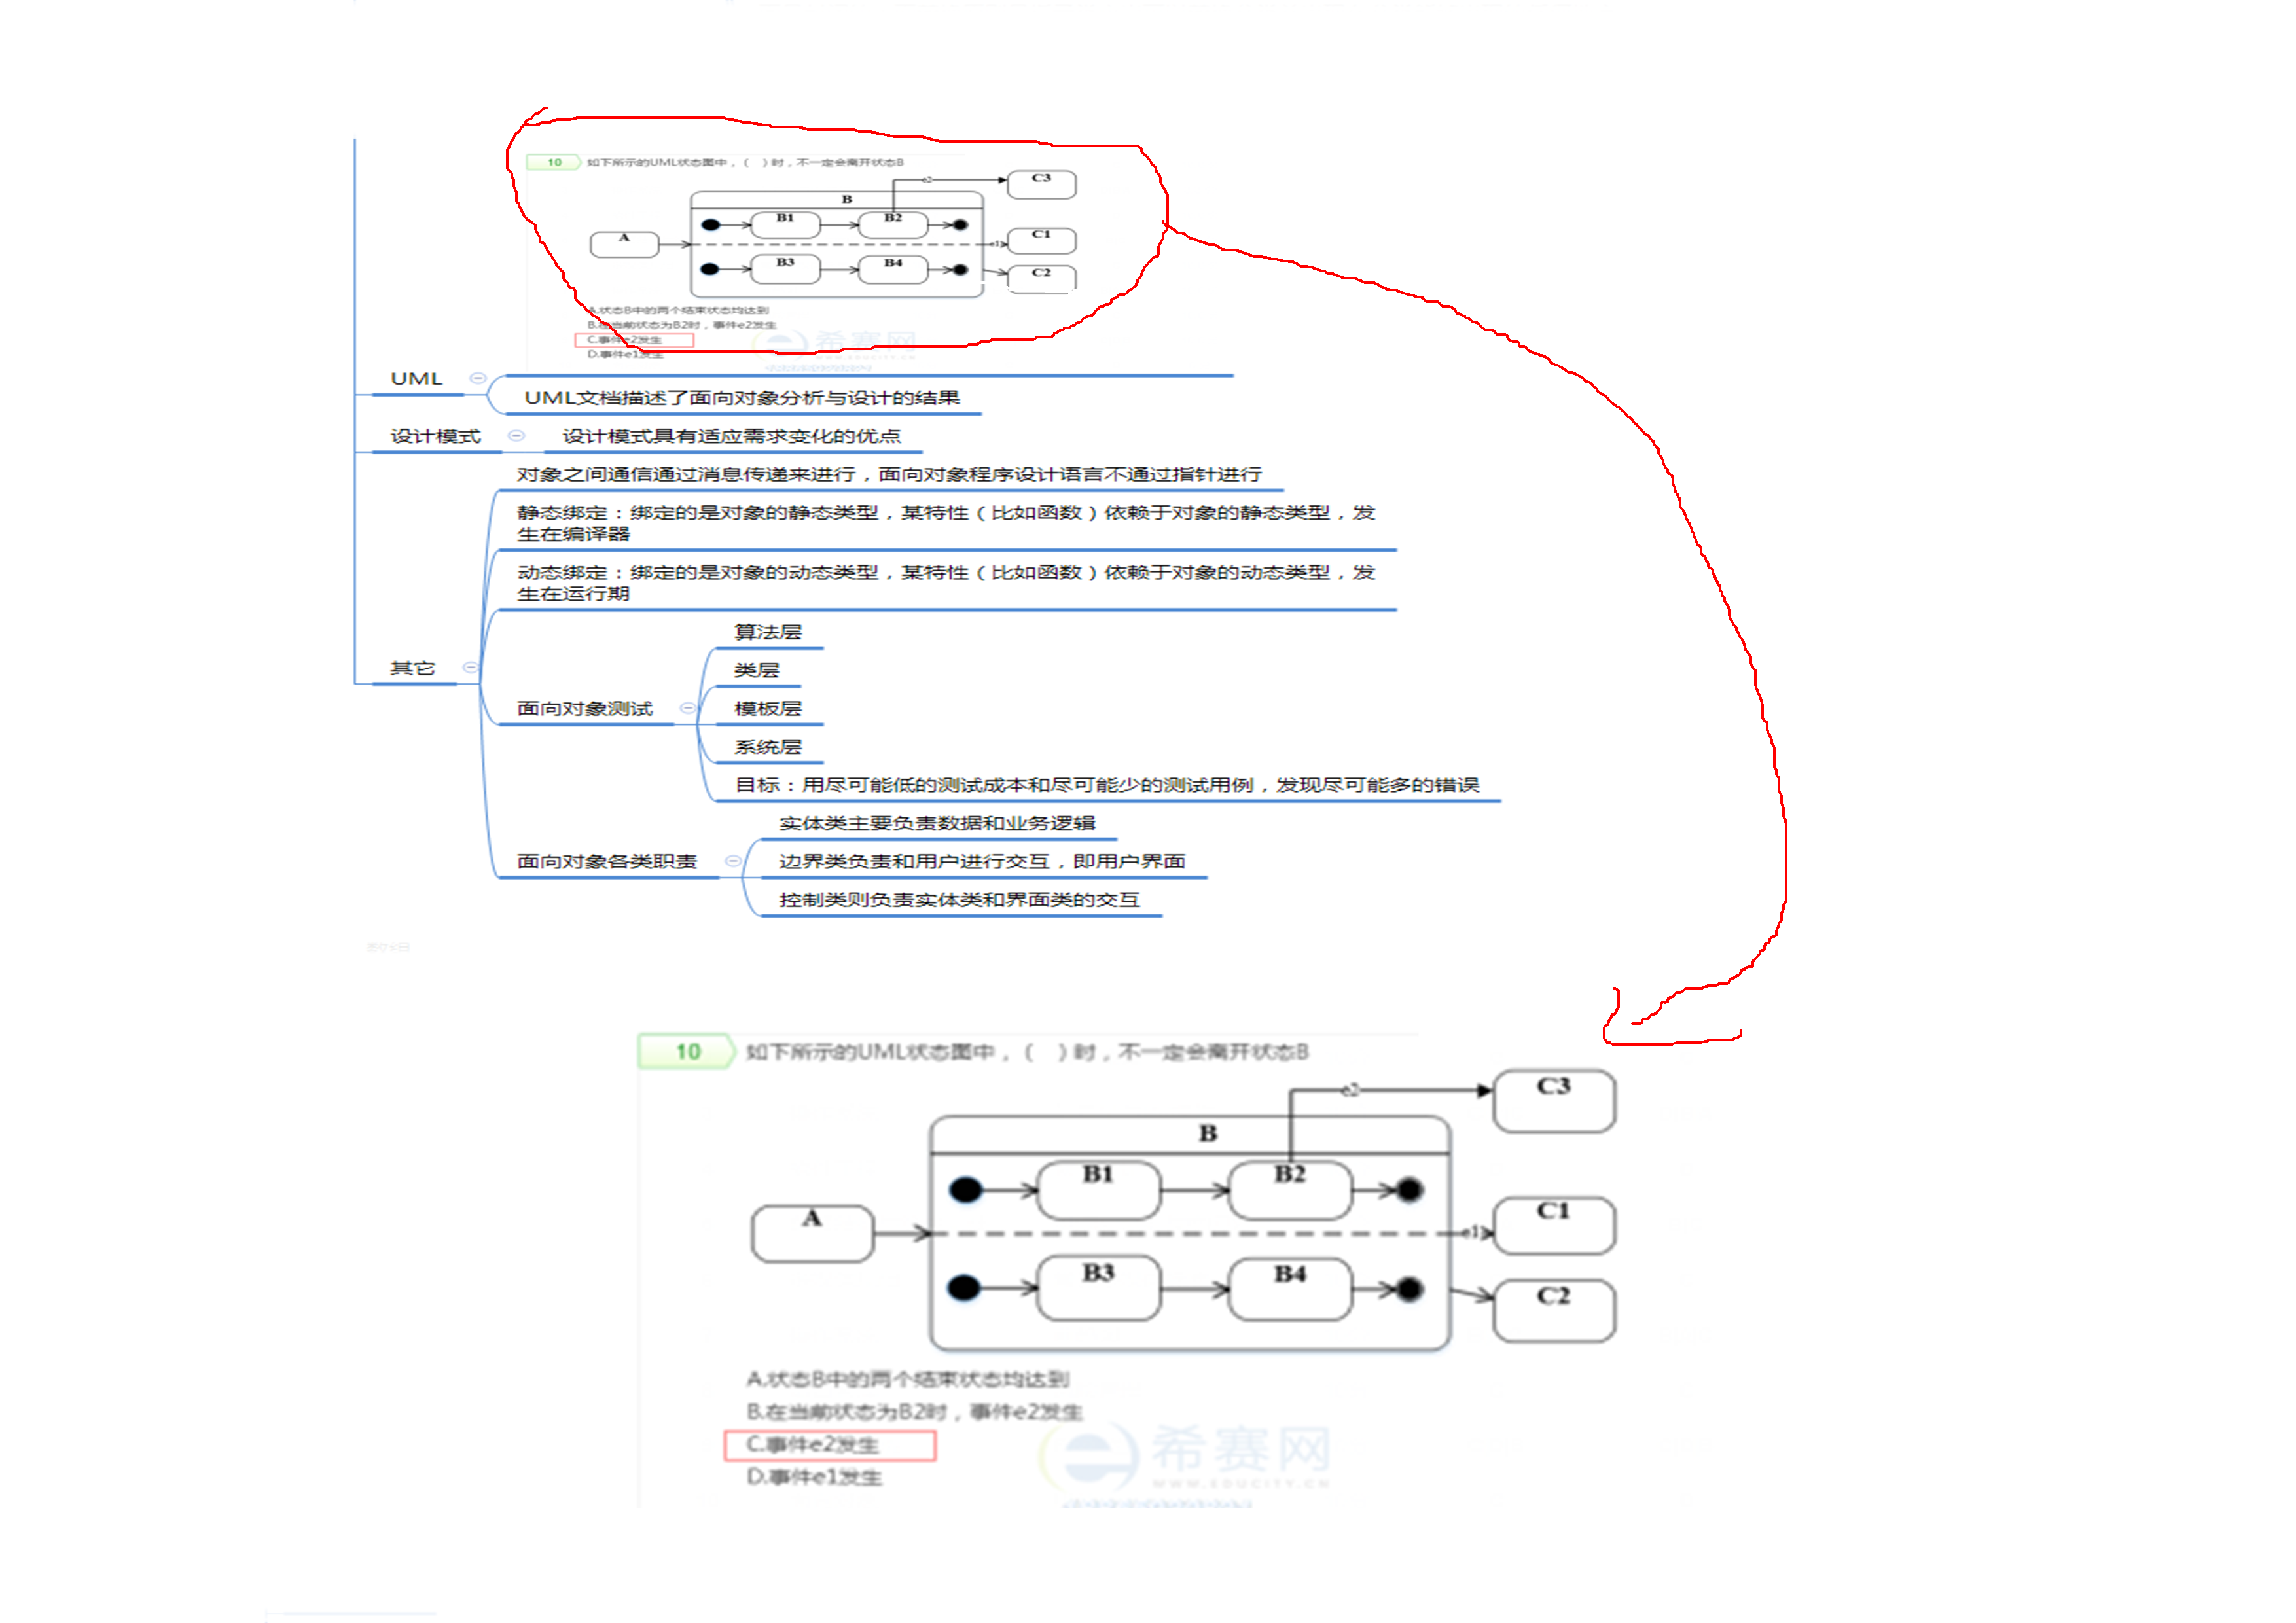 10 如下所示的UML状态图中，（ ）时，不一定会离开状态B
e2
C3
B
B1
B2
A
e1
C1
B3
B4
C2
A.状态B中的两个结束状态均达到
B.在当前状态为B2时，事件e2发生
C.事件e2发生
D.事件e1发生
希赛网
WWW.EDUCITY.CN
UML
UML文档描述了面向对象分析与设计的结果
设计模式
设计模式具有适应需求变化的优点
对象之间通信通过消息传递来进行，面向对象程序设计语言不通过指针进行
静态绑定：绑定的是对象的静态类型，某特性（比如函数）依赖于对象的静态类型，发
生在编译器
动态绑定：绑定的是对象的动态类型，某特性（比如函数）依赖于对象的动态类型，发
生在运行期
其它
算法层
类层
面向对象测试
模板层
系统层
目标：用尽可能低的测试成本和尽可能少的测试用例，发现尽可能多的错误
实体类主要负责数据和业务逻辑
面向对象各类职责
边界类负责和用户进行交互，即用户界面
控制类则负责实体类和界面类的交互
10 如下所示的UML状态图中，（ ）时，不一定会离开状态B
e2
C3
B
B1
B2
A
e1
C1
B3
B4
C2
A.状态B中的两个结束状态均达到
B.在当前状态为B2时，事件e2发生
C.事件e2发生
D.事件e1发生
希赛网
WWW.EDUCITY.CN